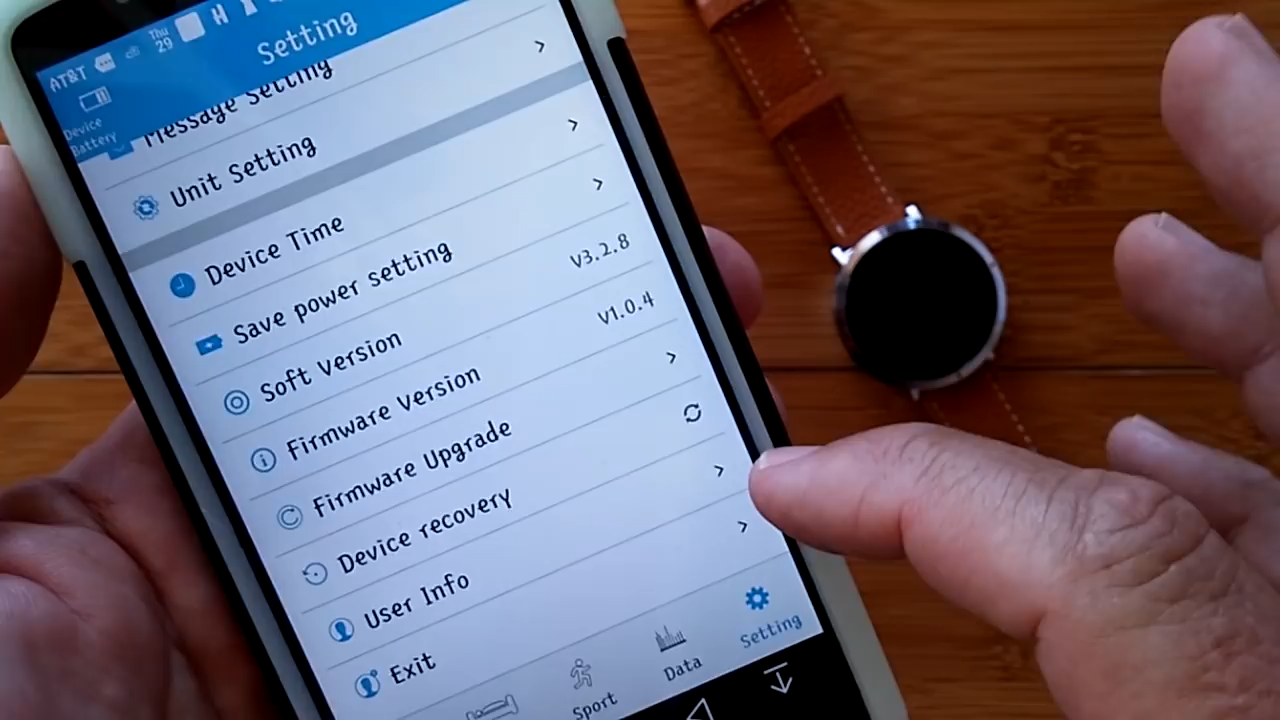 AT&T
Thu
29
Setting
Device
Battery
Message Setting
Unit Setting
Device Time
Save power setting
Soft Version V3.2.8
Firmware Version V1.0.4
Firmware Upgrade
Device recovery
User Info
Exit
Sport
Data
Setting